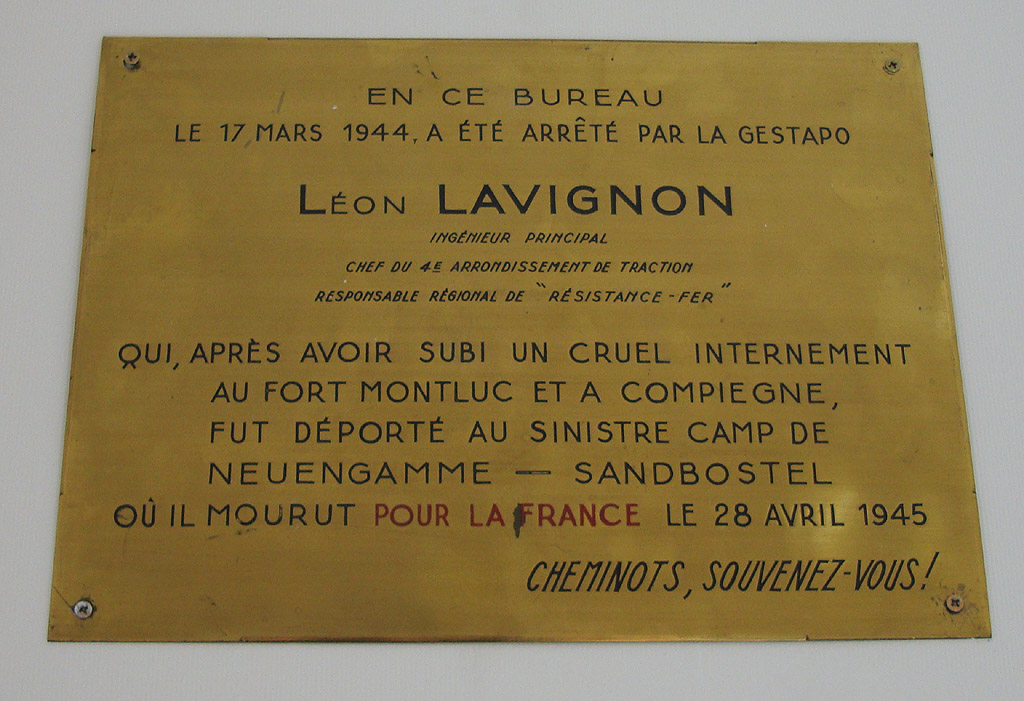 EN CE BUREAU
LE 17 MARS 1944, A ÉTÉ ARRÊTÉ PAR LA GESTAPO
LÉON LAVIGNON
INGÉNIEUR PRINCIPAL
CHEF DU 4E ARRONDISSEMENT DE TRACTION
RESPONSABLE RÉGIONAL DE "RÉSISTANCE-FER"
QUI, APRÈS AVOIR SUBI UN CRUEL INTERNEMENT
AU FORT MONTLUC ET A COMPIEGNE,
FUT DÉPORTÉ AU SINISTRE CAMP DE
NEUENGAMME — SANDBOSTEL
OÙ IL MOURUT POUR LA FRANCE LE 28 AVRIL 1945
CHEMINOTS, SOUVENEZ-VOUS!